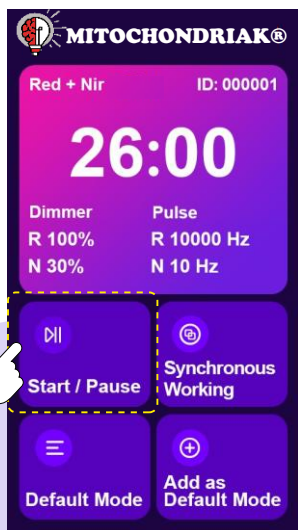 MITOCHONDRIAK®
Red + Nir ID: 000001
26:00
Dimmer Pulse
R 100% R 10000 Hz
N 30% N 10 Hz
Start / Pause
Synchronous
Working
Default Mode
Add as
Default Mode